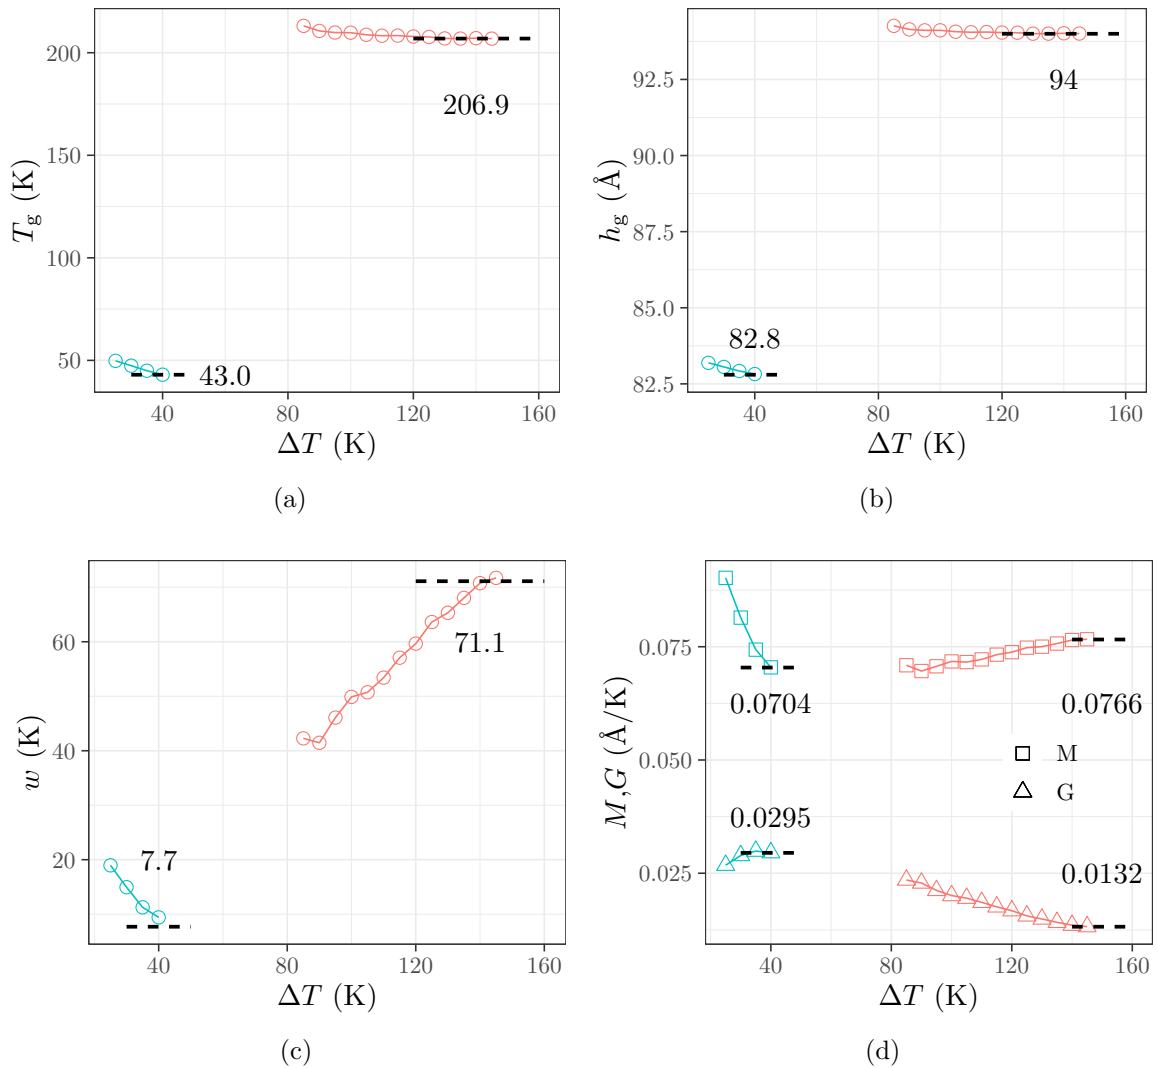 200
150
100
50
T_g (K)
206.9
43.0
40
80
120
160
ΔT (K)
(a)
92.5
90.0
87.5
85.0
82.5
h_g (Å)
94
82.8
40
80
120
160
ΔT (K)
(b)
60
40
20
w (K)
71.1
7.7
40
80
120
160
ΔT (K)
(c)
0.075
0.050
0.025
M,G (Å/K)
0.0704
0.0766
M
G
0.0295
0.0132
40
80
120
160
ΔT (K)
(d)